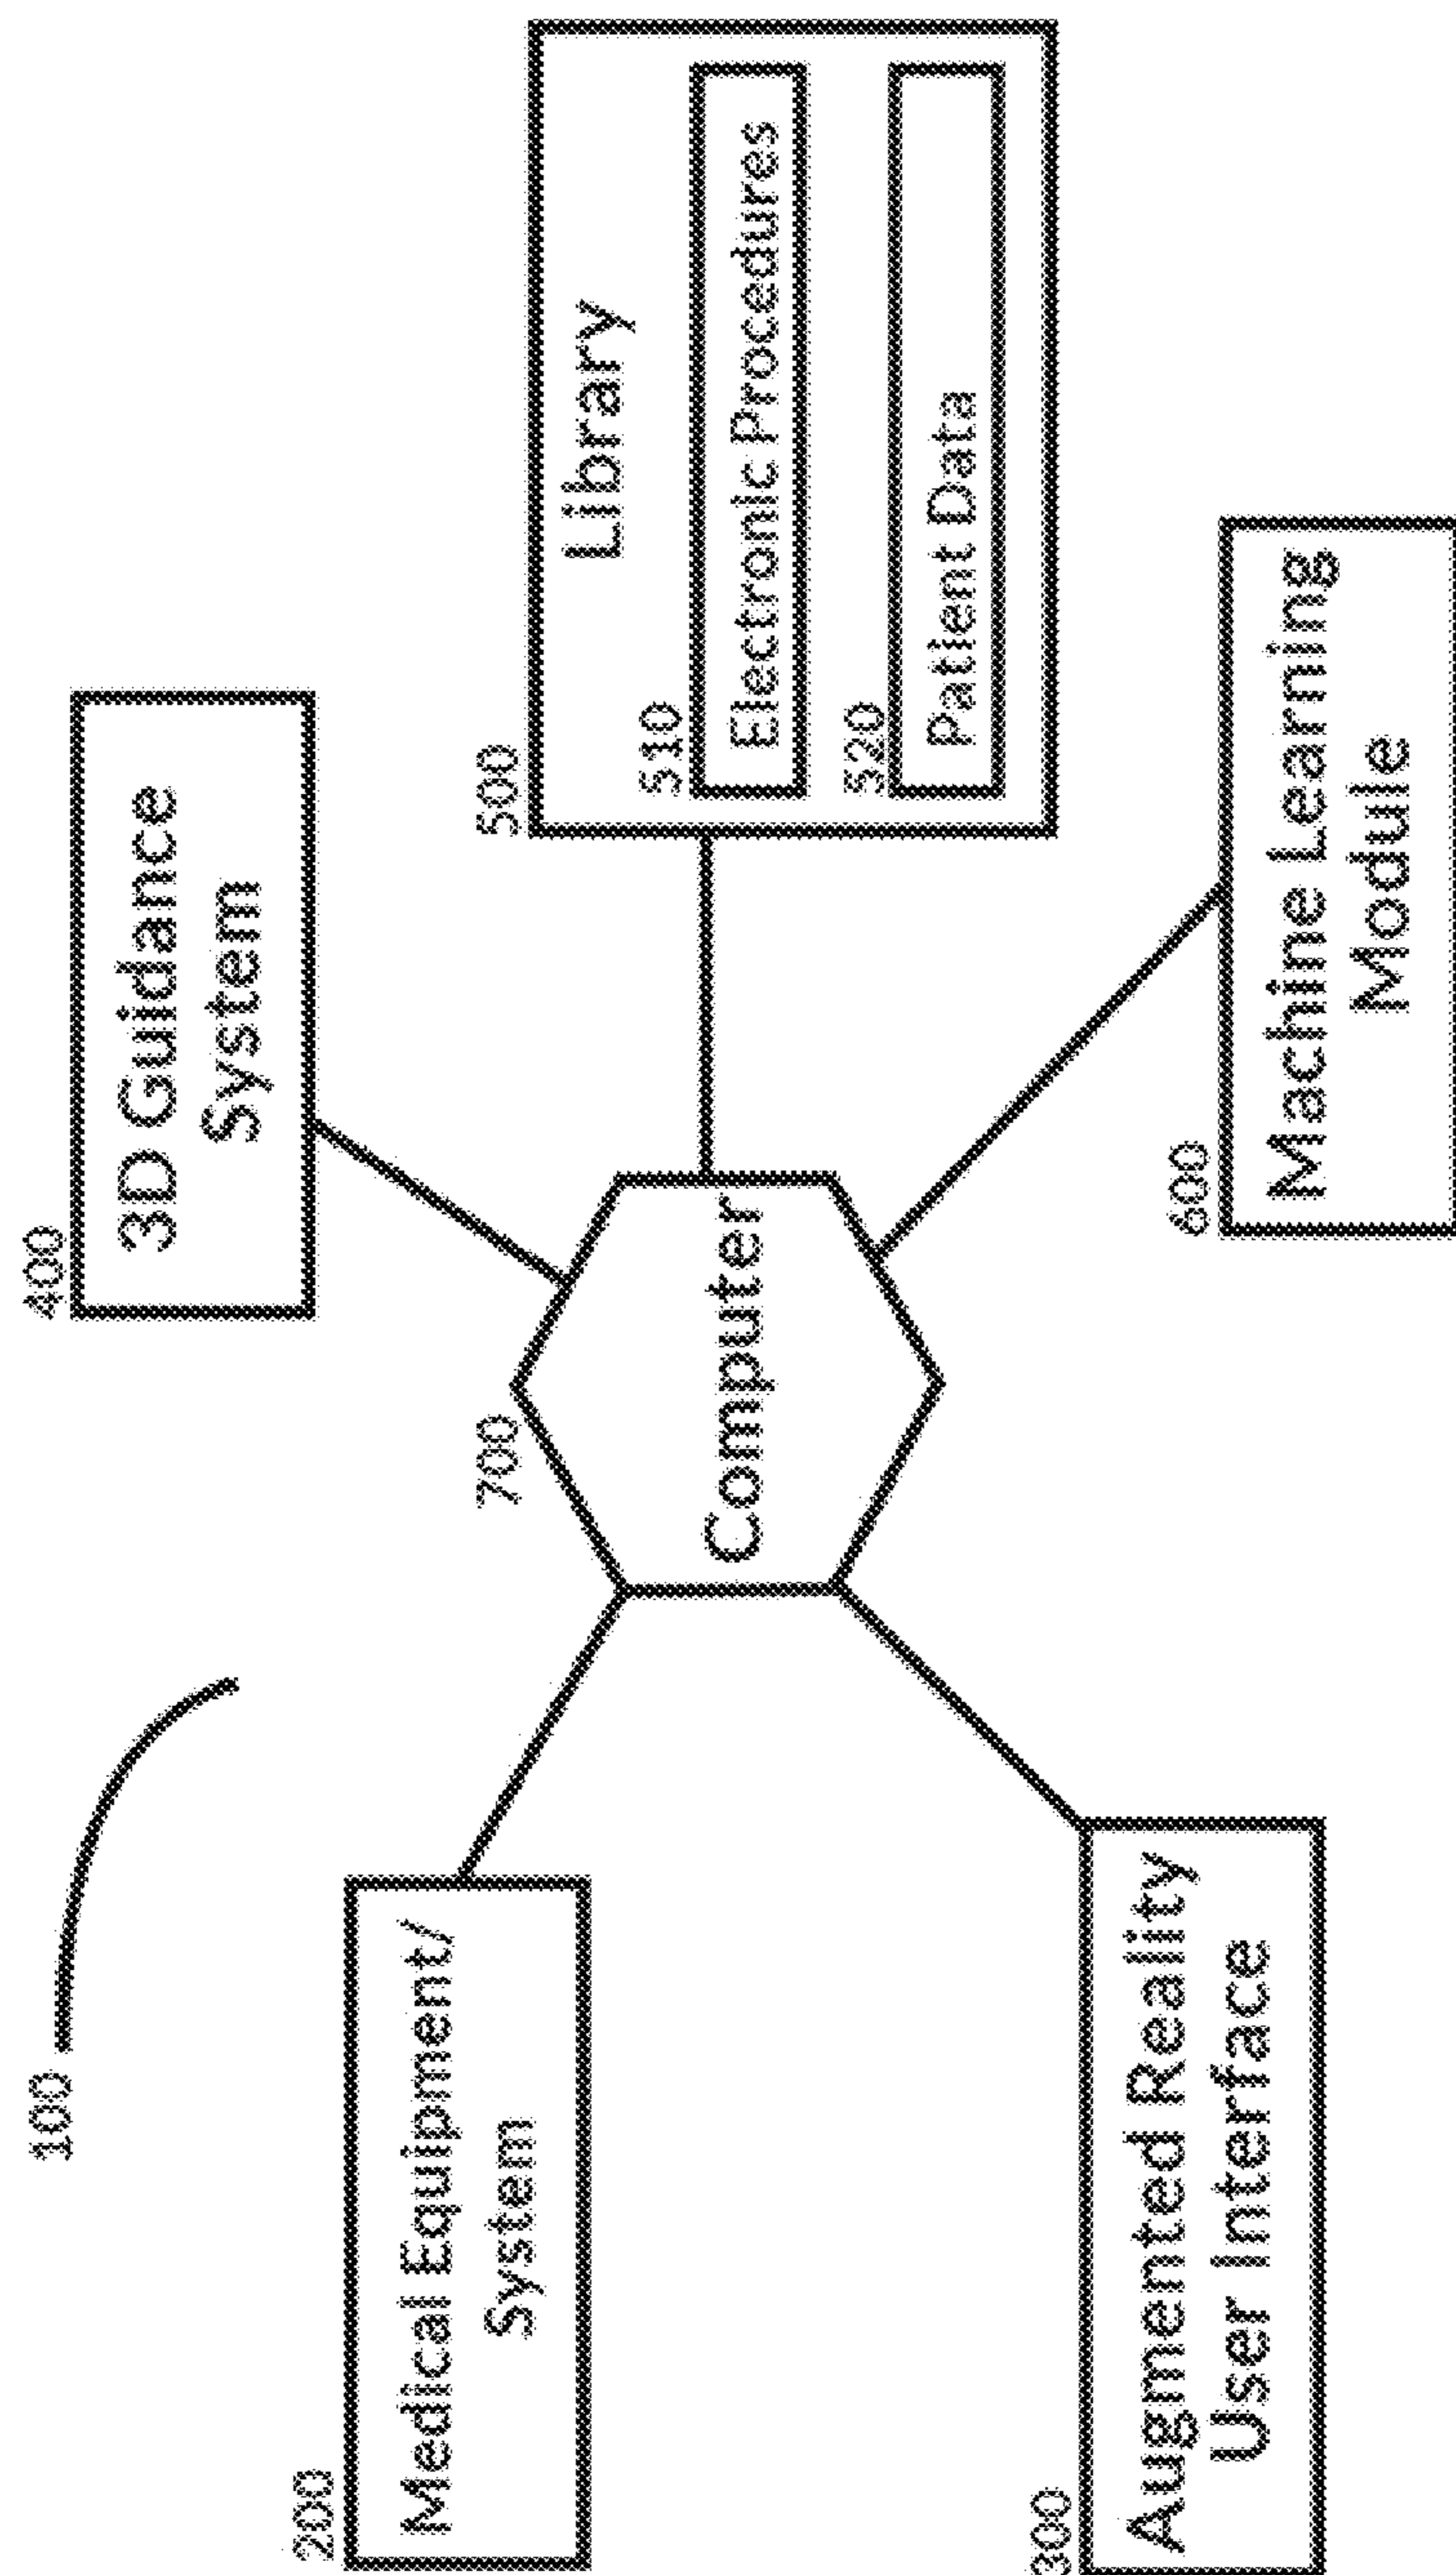 100
400
3D Guidance
System
200
Medical Equipment/
System
700
Computer
500
Library
510
Electronic Procedures
520
Patient Data
300
Augmented Reality
User Interface
600
Machine Learning
Module